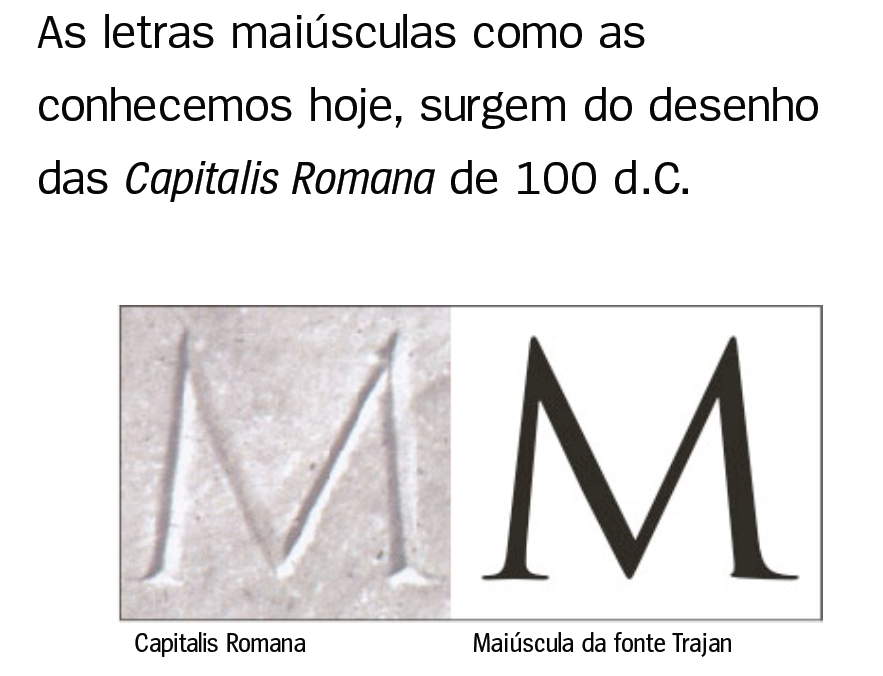 As letras maiúsculas como as
conhecemos hoje, surgem do desenho
das Capitalis Romana de 100 d.C.
M M
Capitalis Romana Maiúscula da fonte Trajan